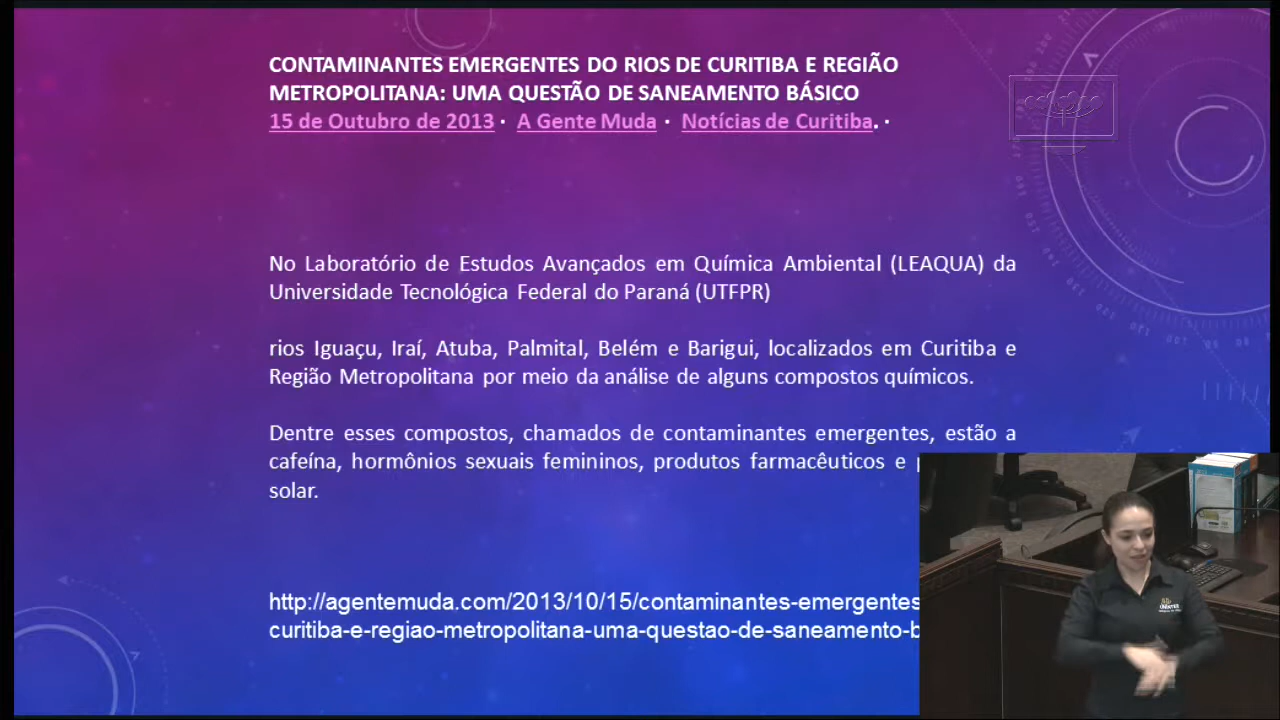 CONTAMINANTES EMERGENTES DO RIOS DE CURITIBA E REGIÃO
METROPOLITANA: UMA QUESTÃO DE SANEAMENTO BÁSICO
15 de Outubro de 2013 · A Gente Muda · Notícias de Curitiba. ·
No Laboratório de Estudos Avançados em Química Ambiental (LEAQUA) da
Universidade Tecnológica Federal do Paraná (UTFPR)
rios Iguaçu, Iraí, Atuba, Palmital, Belém e Barigui, localizados em Curitiba e
Região Metropolitana por meio da análise de alguns compostos químicos.
Dentre esses compostos, chamados de contaminantes emergentes, estão a
cafeína, hormônios sexuais femininos, produtos farmacêuticos e
solar.
http://agentemuda.com/2013/10/15/contaminantes-emergentes
curitiba-e-regiao-metropolitana-uma-questao-de-saneamento-b